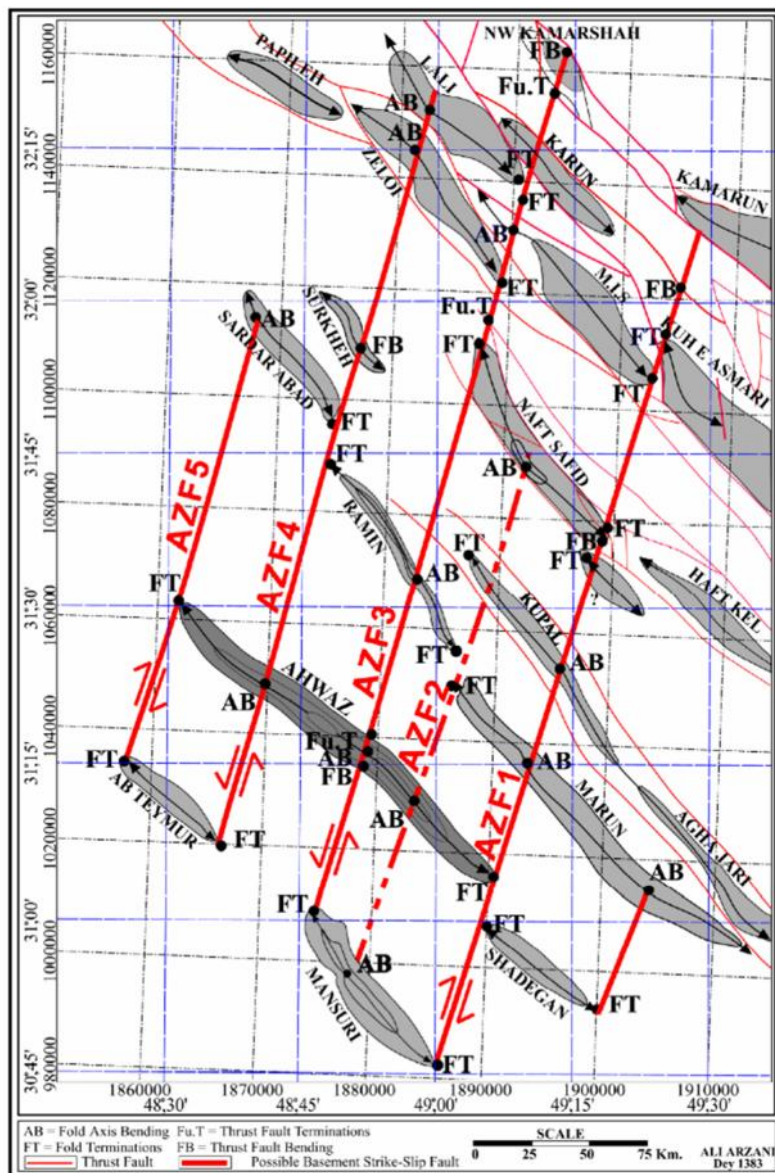 NW KAMARSHAH
FB
PAPILEH
LALI
Fu.T
AB
AB
KARUN
32°15'
ZELOI
FT
FT
KAMARUN
AB
M.I.S
FB
FT
32°00'
Fu.T
SURKHEH
AB
SARDAR ABAD
FB
FT
FT
KUH E ASMARI
FT
FT
FT
NAFT SAFID
31°45'
AB
AZF5
AZF4
RAMIN
FT
FB
FT
FT
AB
?
HAFT KEL
FT
31°30'
AZF3
KUPAL
FT
AB
AHWAZ
AB
FT
AZF2
Fu.T
AB
FB
AB
31°15'
FT
AB TEYMUR
FT
AB
MARUN
AZF1
AGHA JARI
AB
FT
31°00'
FT
FT
SHADEGAN
AB
MANSURI
FT
FT
30°45'
1160000
1140000
1120000
1100000
1080000
1060000
1040000
1020000
1000000
980000
1860000 1870000 1880000 1890000 1900000 1910000
48°30' 48°45' 49°00' 49°15' 49°30'
AB = Fold Axis Bending Fu.T = Thrust Fault Terminations
FT = Fold Terminations FB = Thrust Fault Bending
Thrust Fault Possible Basement Strike-Slip Fault
SCALE
0 25 50 75 Km.
ALI ARZANI
Dey 1383